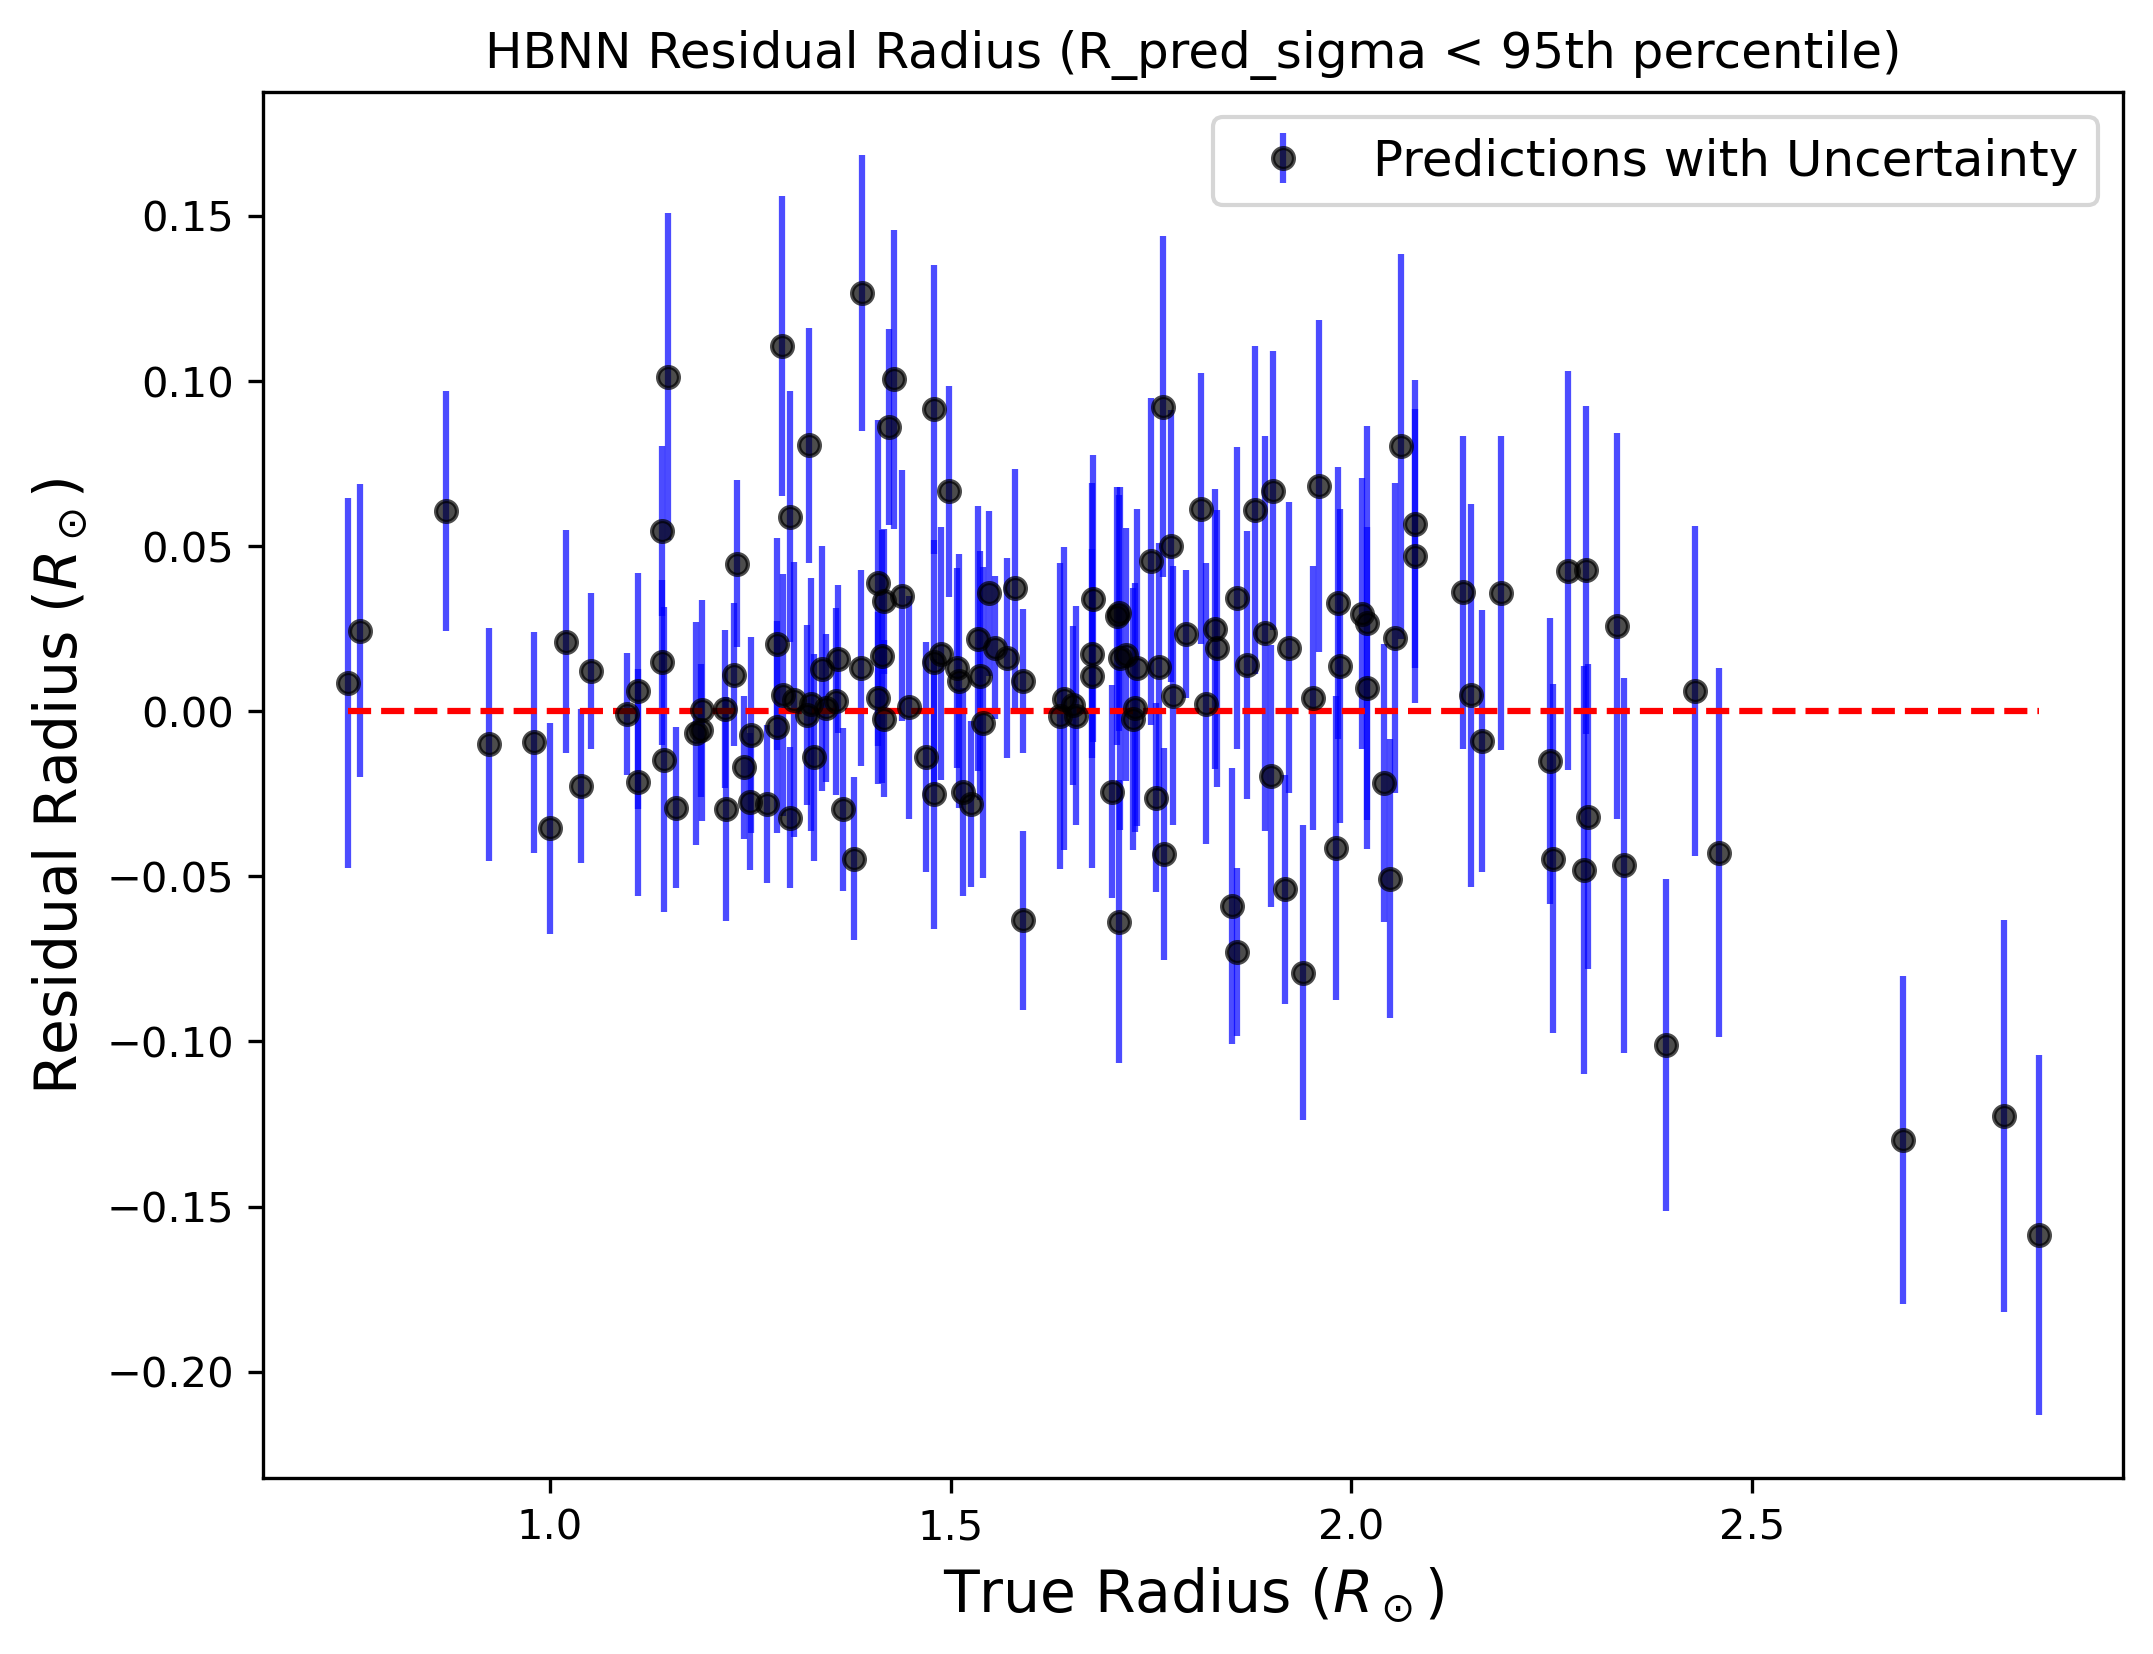 HBNN Residual Radius (R_pred_sigma < 95th percentile)
Predictions with Uncertainty
Residual Radius (R⊙)
0.15
0.10
0.05
0.00
−0.05
−0.10
−0.15
−0.20
1.0 1.5 2.0 2.5
True Radius (R⊙)